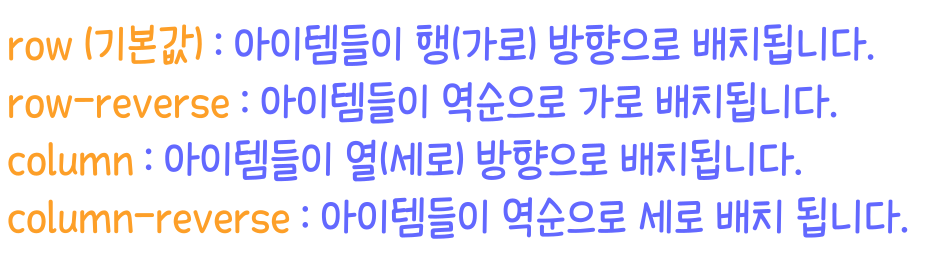 row (기본값) : 아이템들이 행(가로) 방향으로 배치됩니다.
row-reverse : 아이템들이 역순으로 가로 배치됩니다.
column : 아이템들이 열(세로) 방향으로 배치됩니다.
column-reverse : 아이템들이 역순으로 세로 배치 됩니다.